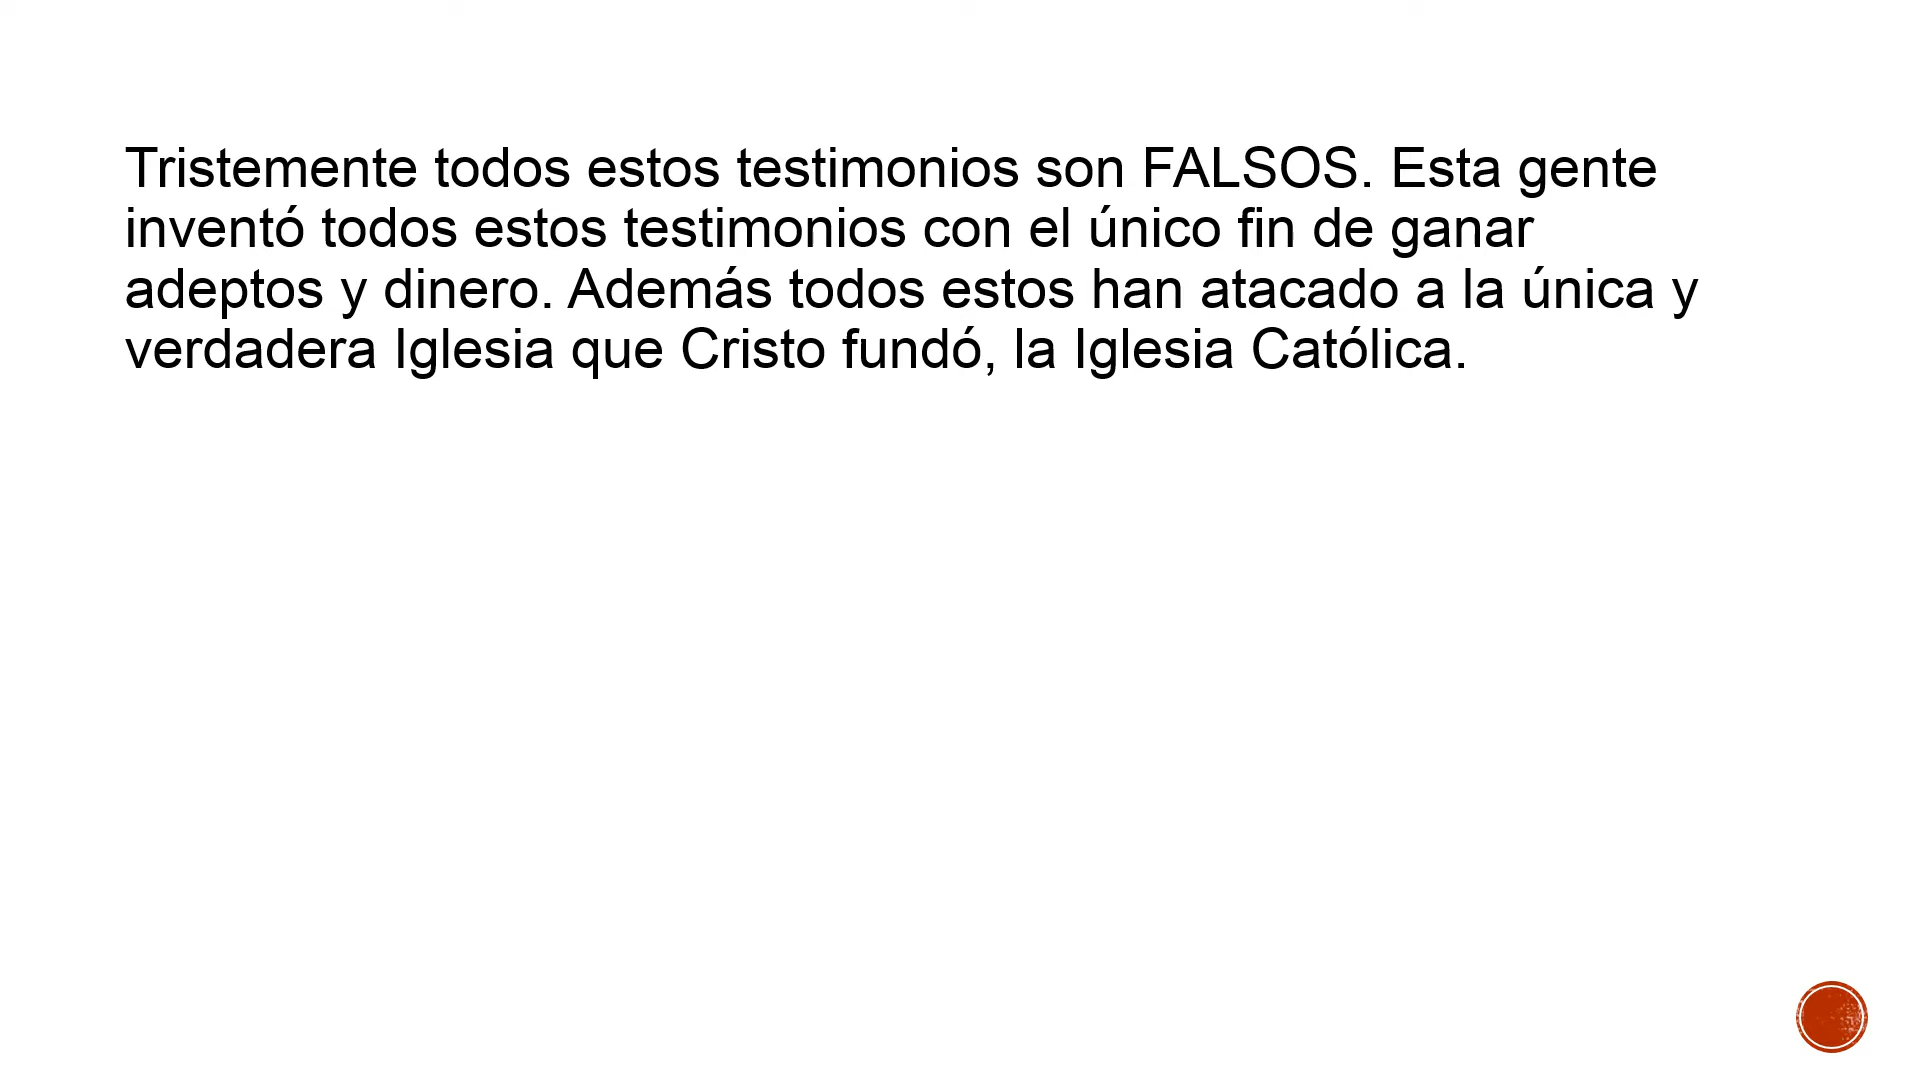 Tristemente todos estos testimonios son FALSOS. Esta gente
inventó todos estos testimonios con el único fin de ganar
adeptos y dinero. Además todos estos han atacado a la única y
verdadera Iglesia que Cristo fundó, la Iglesia Católica.